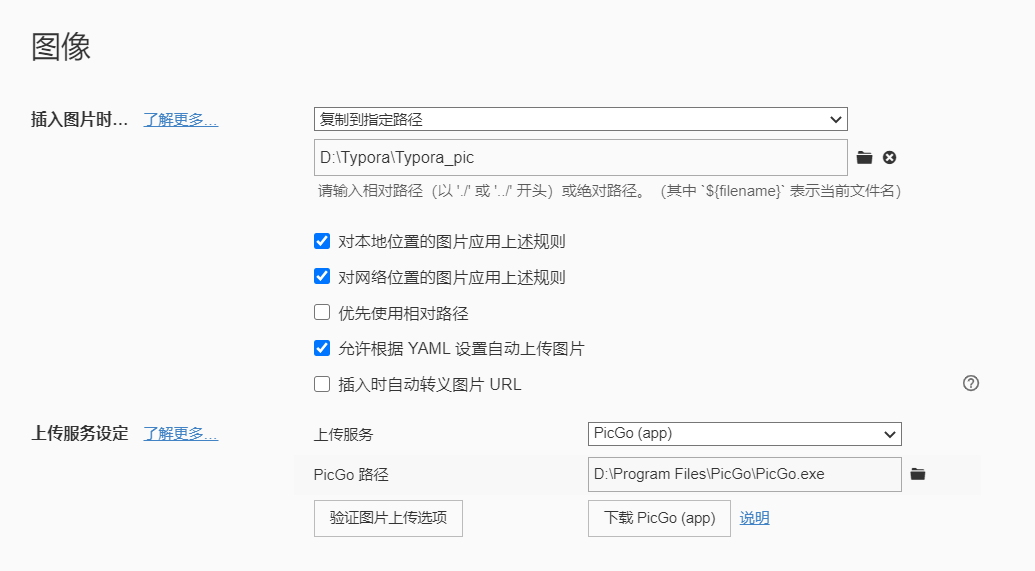 图像
插入图片时... 了解更多...
复制到指定路径
D:\Typora\Typora_pic
请输入相对路径（以 './' 或 '../' 开头）或绝对路径。（其中 `${filename}` 表示当前文件名）
对本地位置的图片应用上述规则
对网络位置的图片应用上述规则
优先使用相对路径
允许根据 YAML 设置自动上传图片
插入时自动转义图片 URL
上传服务设定 了解更多...
上传服务 PicGo (app)
PicGo 路径 D:\Program Files\PicGo\PicGo.exe
验证图片上传选项 下载 PicGo (app) 说明